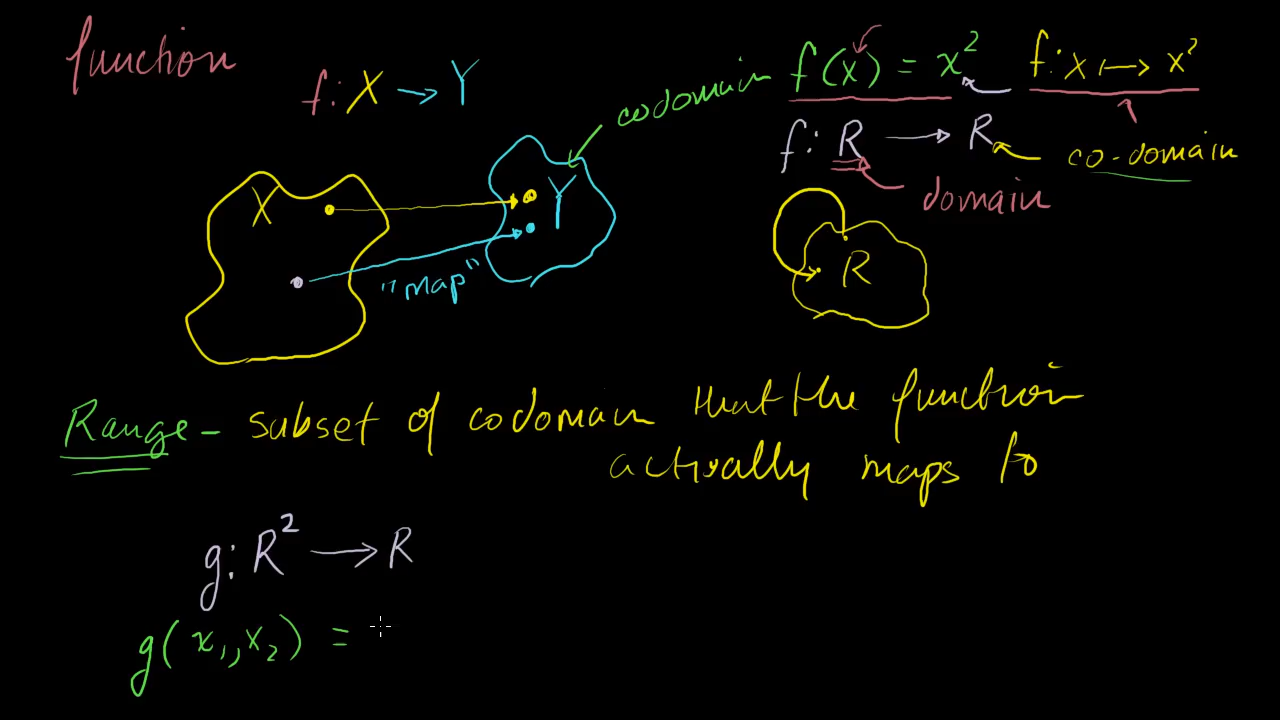 function
f: X → Y
codomain
f(x) = x²
f: x ↦ x²
f: R → R
co-domain
domain
X
Y
"map"
R
Range - subset of codomain that the function
actually maps to
g: R² → R
g(x₁, x₂) =